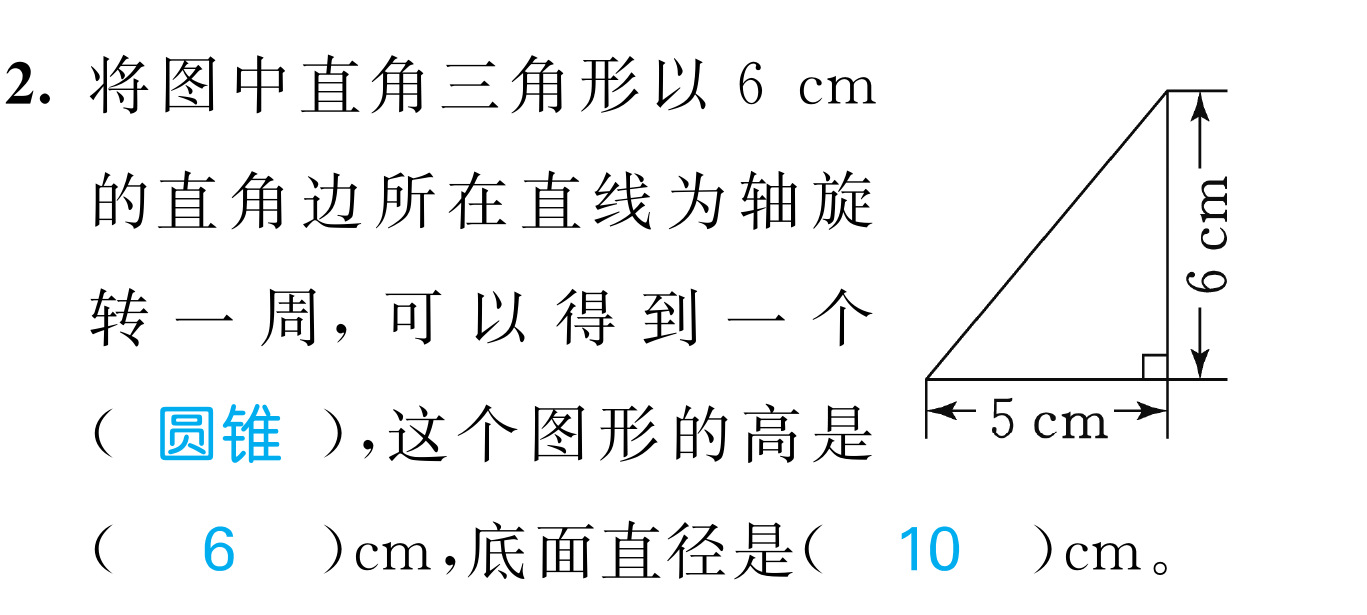 2. 将图中直角三角形以 6 cm
的直角边所在直线为轴旋
转一周,可以得到一个
( 圆锥 ),这个图形的高是
( 6 )cm,底面直径是( 10 )cm。
6 cm
5 cm